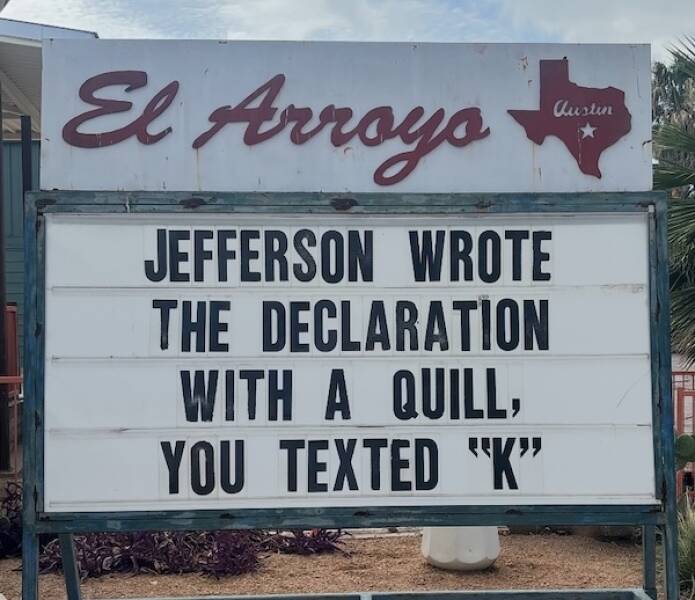 El Arroyo
Austin
JEFFERSON WROTE
THE DECLARATION
WITH A QUILL,
YOU TEXTED "K"